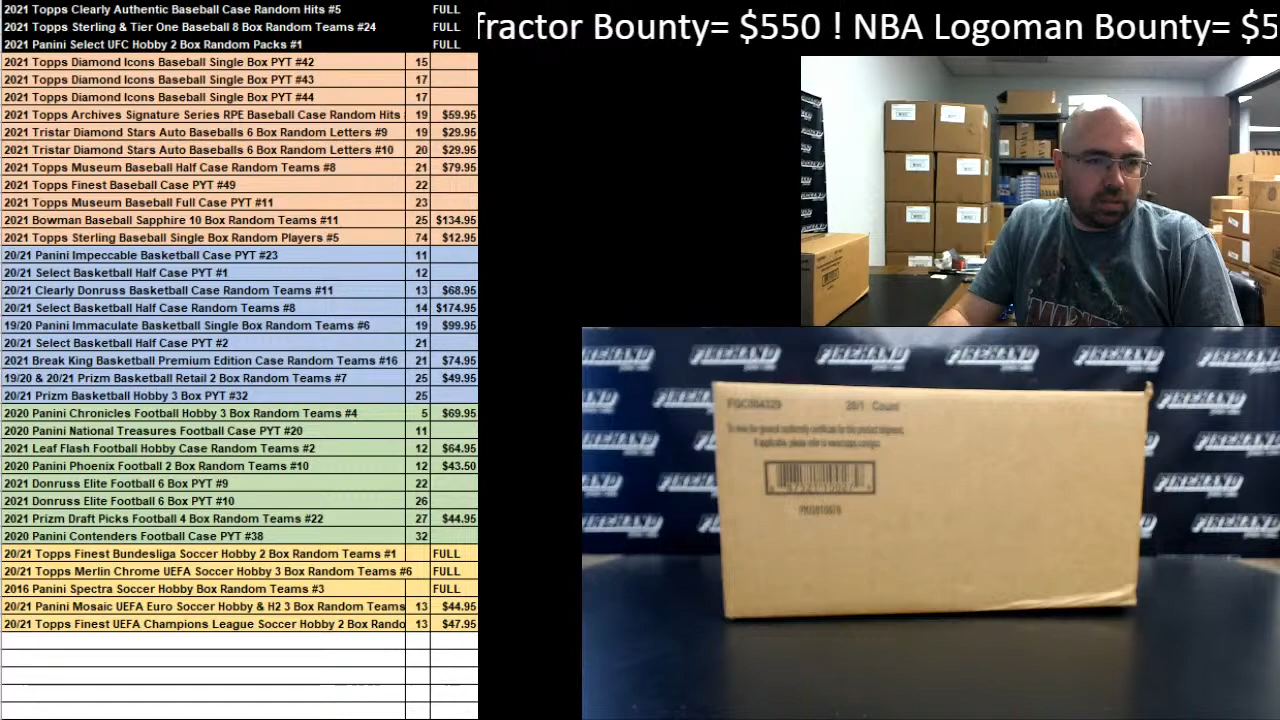 2021 Topps Clearly Authentic Baseball Case Random Hits #5 FULL
2021 Topps Sterling & Tier One Baseball 8 Box Random Teams #24 FULL
2021 Panini Select UFC Hobby 2 Box Random Packs #1 FULL
2021 Topps Diamond Icons Baseball Single Box PYT #42 15
2021 Topps Diamond Icons Baseball Single Box PYT #43 17
2021 Topps Diamond Icons Baseball Single Box PYT #44 17
2021 Topps Archives Signature Series RPE Baseball Case Random Hits 19 $59.95
2021 Tristar Diamond Stars Auto Baseballs 6 Box Random Letters #9 19 $29.95
2021 Tristar Diamond Stars Auto Baseballs 6 Box Random Letters #10 20 $29.95
2021 Topps Museum Baseball Half Case Random Teams #8 21 $79.95
2021 Topps Finest Baseball Case PYT #49 22
2021 Topps Museum Baseball Full Case PYT #11 23
2021 Bowman Baseball Sapphire 10 Box Random Teams #11 25 $134.95
2021 Topps Sterling Baseball Single Box Random Players #5 74 $12.95
20/21 Panini Impeccable Basketball Case PYT #23 11
20/21 Select Basketball Half Case PYT #1 12
20/21 Clearly Donruss Basketball Case Random Teams #11 13 $68.95
20/21 Select Basketball Half Case Random Teams #8 14 $174.95
19/20 Panini Immaculate Basketball Single Box Random Teams #6 19 $99.95
20/21 Select Basketball Half Case PYT #2 21
2021 Break King Basketball Premium Edition Case Random Teams #16 21 $74.95
19/20 & 20/21 Prizm Basketball Retail 2 Box Random Teams #7 25 $49.95
20/21 Prizm Basketball Hobby 3 Box PYT #32 25
2020 Panini Chronicles Football Hobby 3 Box Random Teams #4 5 $69.95
2020 Panini National Treasures Football Case PYT #20 11
2021 Leaf Flash Football Hobby Case Random Teams #2 12 $64.95
2020 Panini Phoenix Football 2 Box Random Teams #10 12 $43.50
2021 Donruss Elite Football 6 Box PYT #9 22
2021 Donruss Elite Football 6 Box PYT #10 26
2021 Prizm Draft Picks Football 4 Box Random Teams #22 27 $44.95
2020 Panini Contenders Football Case PYT #38 32
20/21 Topps Finest Bundesliga Soccer Hobby 2 Box Random Teams #1 FULL
20/21 Topps Merlin Chrome UEFA Soccer Hobby 3 Box Random Teams #6 FULL
2016 Panini Spectra Soccer Hobby Box Random Teams #3 FULL
20/21 Panini Mosaic UEFA Euro Soccer Hobby & H2 3 Box Random Teams 13 $44.95
20/21 Topps Finest UEFA Champions League Soccer Hobby 2 Box Rando 13 $47.95
fractor Bounty= $550 ! NBA Logoman Bounty= $5
FIREHAND FIREHAND FIREHAND FIREHAND FIREHAND
20/1 Count